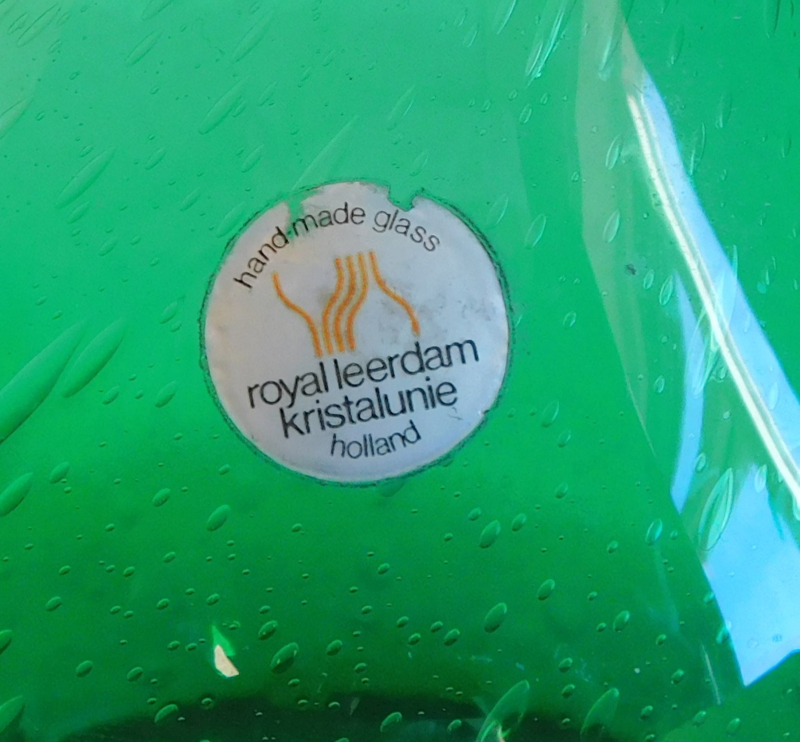 hand-made glass
royal leerdam
kristalunie
holland